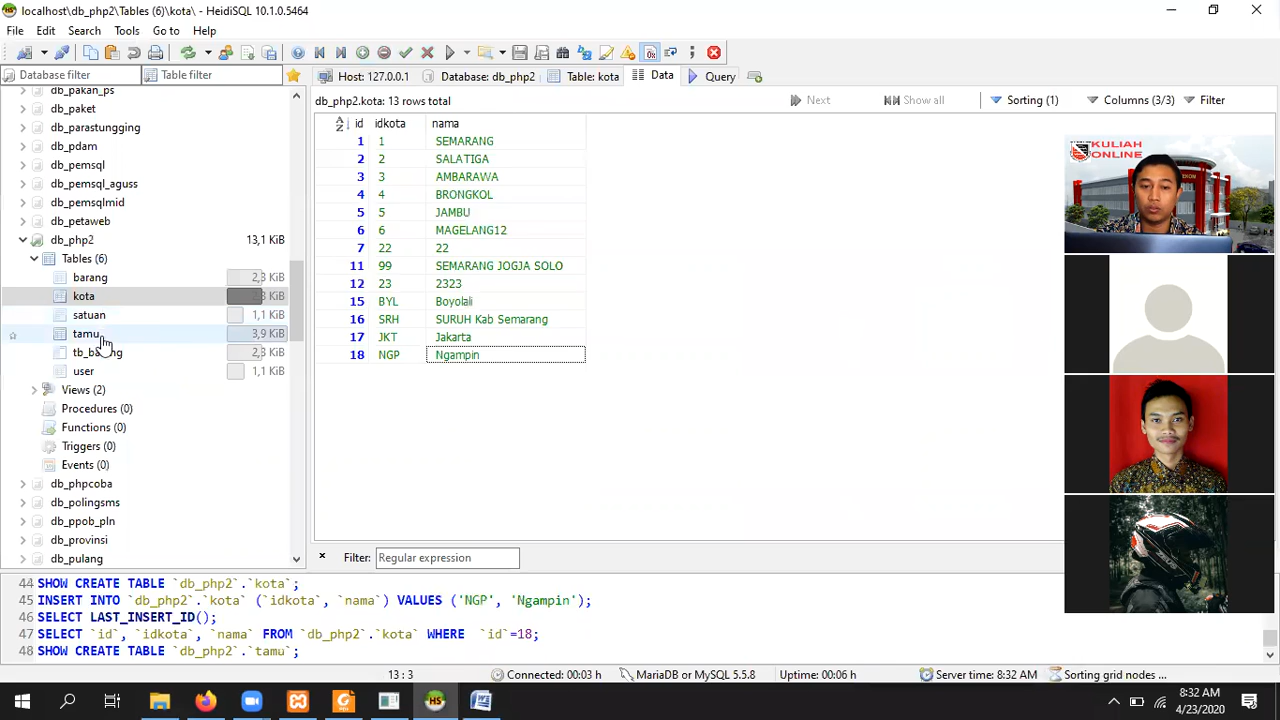 localhost\db_php2\Tables (6)\kota\ - HeidiSQL 10.1.0.5464
File Edit Search Tools Go to Help
Database filter Table filter
Host: 127.0.0.1 Database: db_php2 Table: kota Data Query
db_pakan_ps
db_paket
db_parastungging
db_pdam
db_pemsql
db_pemsql_aguss
db_pemsqlmid
db_petaweb
db_php2 13,1 KiB
Tables (6)
barang 2,3 KiB
kota KiB
satuan 1,1 KiB
tamu 3,9 KiB
2,3 KiB
user 1,1 KiB
Views (2)
Procedures (0)
Functions (0)
Triggers (0)
Events (0)
db_phpcoba
db_polingsms
db_ppob_pln
db_provinsi
db_pulang
db_php2.kota: 13 rows total Next Show all Sorting (1) Columns (3/3) Filter
id idkota nama
1 1 SEMARANG
2 2 SALATIGA
3 3 AMBARAWA
4 4 BRONGKOL
5 5 JAMBU
6 6 MAGELANG12
7 22 22
11 99 SEMARANG JOGJA SOLO
12 23 2323
15 BYL Boyolali
16 SRH SURUH Kab Semarang
17 JKT Jakarta
18 NGP Ngampin
KULIAH
ONLINE
× Filter: Regular expression
44 SHOW CREATE TABLE `db_php2`.`kota`;
45 INSERT INTO `db_php2`.`kota` (`idkota`, `nama`) VALUES ('NGP', 'Ngampin');
46 SELECT LAST_INSERT_ID();
47 SELECT `id`, `idkota`, `nama` FROM `db_php2`.`kota` WHERE `id`=18;
48 SHOW CREATE TABLE `db_php2`.`tamu`;
13 : 3 Connected: 00:03 h MariaDB or MySQL 5.5.8 Uptime: 00:06 h Server time: 8:32 AM Sorting grid nodes ...
8:32 AM
4/23/2020